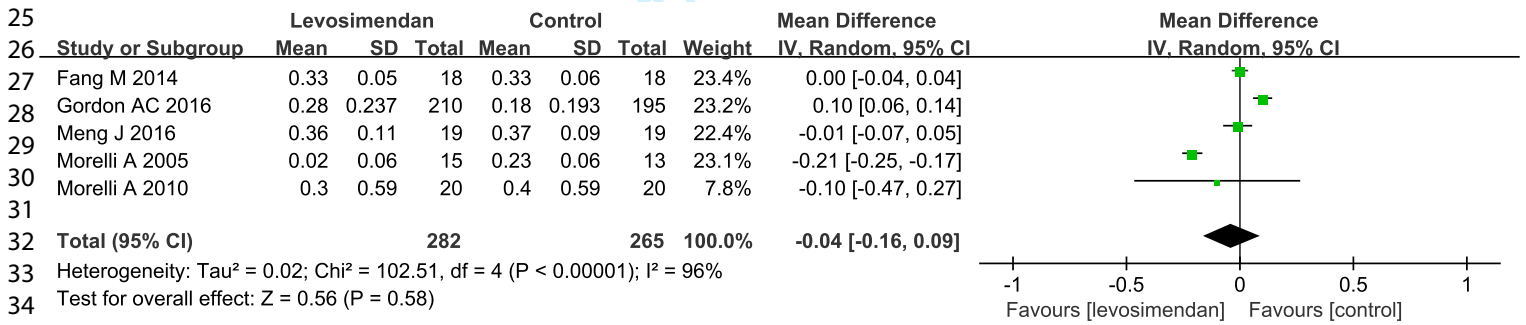 25 Levosimendan Control Mean Difference Mean Difference
26 Study or Subgroup Mean SD Total Mean SD Total Weight IV, Random, 95% CI IV, Random, 95% CI
27 Fang M 2014 0.33 0.05 18 0.33 0.06 18 23.4% 0.00 [-0.04, 0.04]
28 Gordon AC 2016 0.28 0.237 210 0.18 0.193 195 23.2% 0.10 [0.06, 0.14]
29 Meng J 2016 0.36 0.11 19 0.37 0.09 19 22.4% -0.01 [-0.07, 0.05]
30 Morelli A 2005 0.02 0.06 15 0.23 0.06 13 23.1% -0.21 [-0.25, -0.17]
31 Morelli A 2010 0.3 0.59 20 0.4 0.59 20 7.8% -0.10 [-0.47, 0.27]
32 Total (95% CI) 282 265 100.0% -0.04 [-0.16, 0.09]
33 Heterogeneity: Tau² = 0.02; Chi² = 102.51, df = 4 (P < 0.00001); I² = 96%
-1 -0.5 0 0.5 1
34 Test for overall effect: Z = 0.56 (P = 0.58)
Favours [levosimendan] Favours [control]